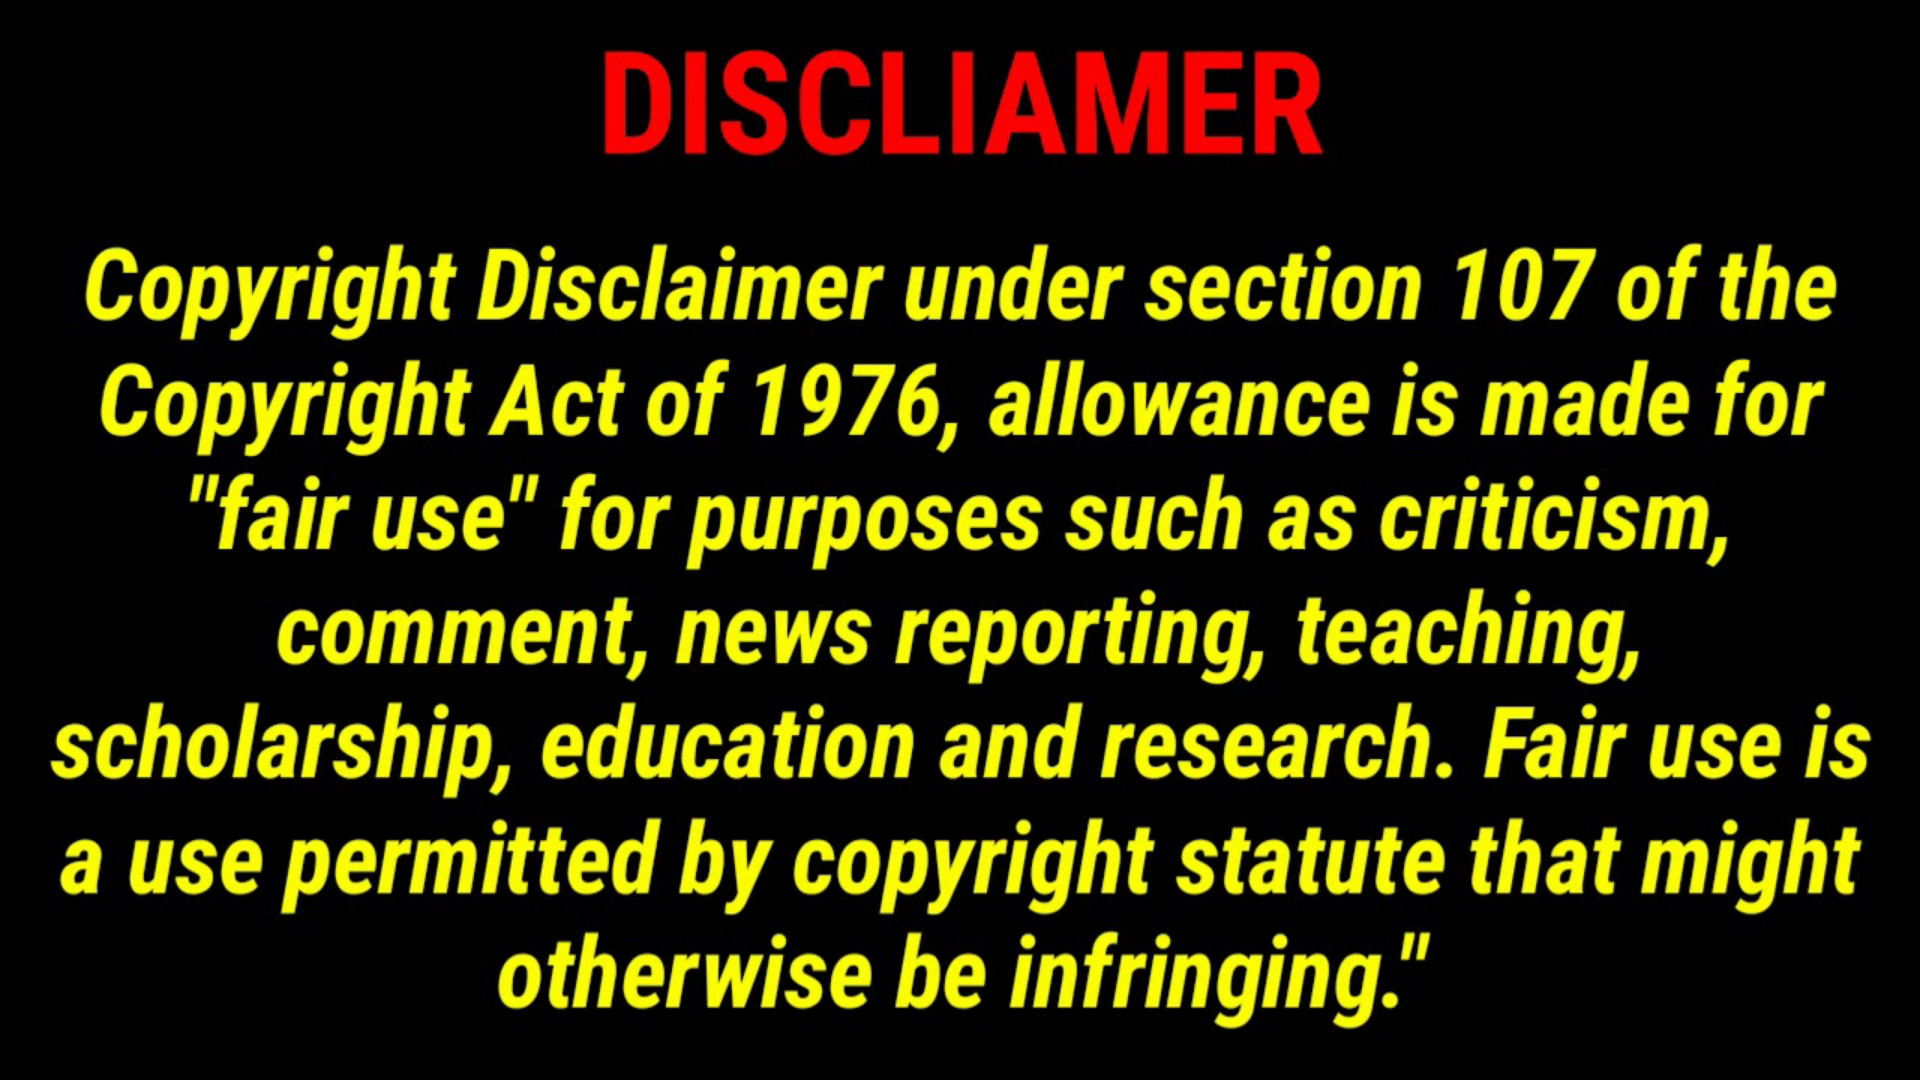 DISCLIAMER
Copyright Disclaimer under section 107 of the
Copyright Act of 1976, allowance is made for
"fair use" for purposes such as criticism,
comment, news reporting, teaching,
scholarship, education and research. Fair use is
a use permitted by copyright statute that might
otherwise be infringing."